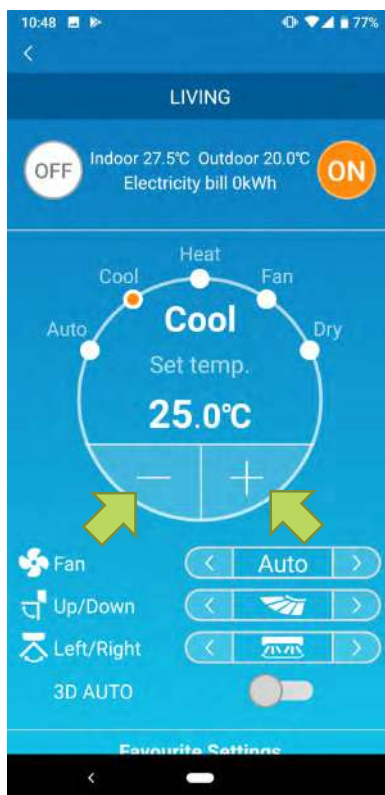 10:48 77%
LIVING
OFF Indoor 27.5°C Outdoor 20.0°C ON
Electricity bill 0kWh
Heat
Cool Fan
Auto Cool Dry
Set temp.
25.0°C
— +
Fan < Auto >
Up/Down < >
Left/Right < >
3D AUTO
Favourite Settings